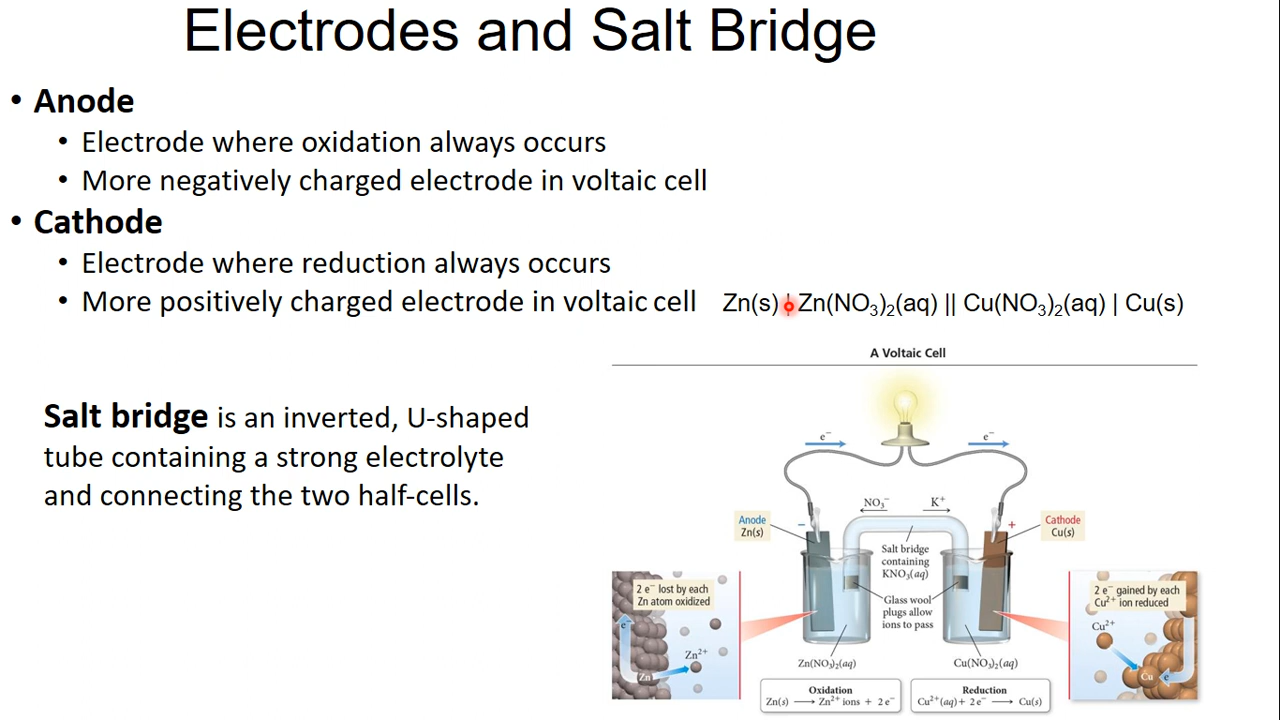 Electrodes and Salt Bridge
• Anode
• Electrode where oxidation always occurs
• More negatively charged electrode in voltaic cell
• Cathode
• Electrode where reduction always occurs
• More positively charged electrode in voltaic cell
Zn(s) | Zn(NO₃)₂(aq) || Cu(NO₃)₂(aq) | Cu(s)
Salt bridge is an inverted, U-shaped
tube containing a strong electrolyte
and connecting the two half-cells.
A Voltaic Cell
e⁻
e⁻
NO₃⁻
K⁺
Anode
Zn(s)
−
+
Cathode
Cu(s)
Salt bridge
containing
KNO₃(aq)
Glass wool
plugs allow
ions to pass
2 e⁻ lost by each
Zn atom oxidized
e⁻
Zn²⁺
Zn
2 e⁻ gained by each
Cu²⁺ ion reduced
Cu²⁺
Cu
e⁻
Zn(NO₃)₂(aq)
Cu(NO₃)₂(aq)
Oxidation
Zn(s) ⟶ Zn²⁺ ions + 2 e⁻
Reduction
Cu²⁺(aq) + 2 e⁻ ⟶ Cu(s)